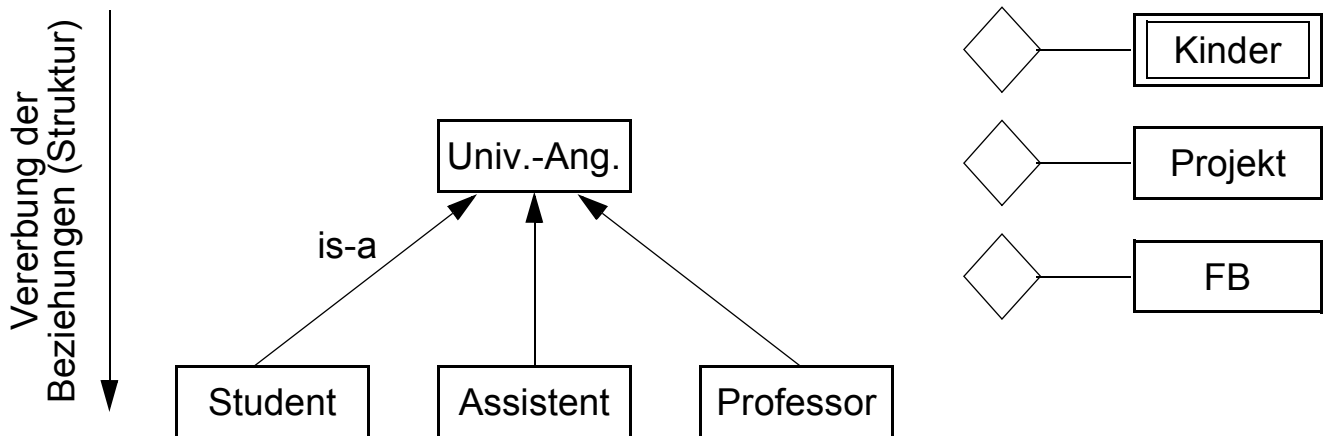 Vererbung der
Beziehungen (Struktur)
Kinder
Univ.-Ang.
Projekt
is-a
FB
Student
Assistent
Professor